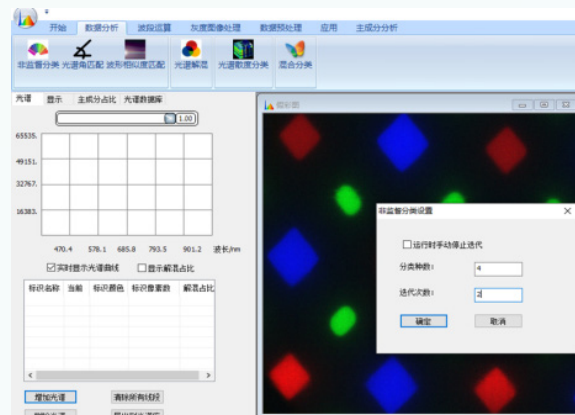 开始 数据分析 波段运算 灰度图像处理 数据预处理 应用 主成分分析
非监督分类 光谱角匹配 波形相似度匹配 光谱解混 光谱散度分类 混合分类
光谱 显示 主成分占比 光谱数据库
1.00
65535.
49151.
32767.
16383.
470.4 578.1 685.8 793.5 901.2 波长/nm
实时显示光谱曲线 显示解混占比
标识名称 当前 标识颜色 标识像素数 解混占比
增加光谱 清除所有线段
非监督分类设置
运行时手动停止迭代
分类种数: 4
迭代次数: 2
确定 取消